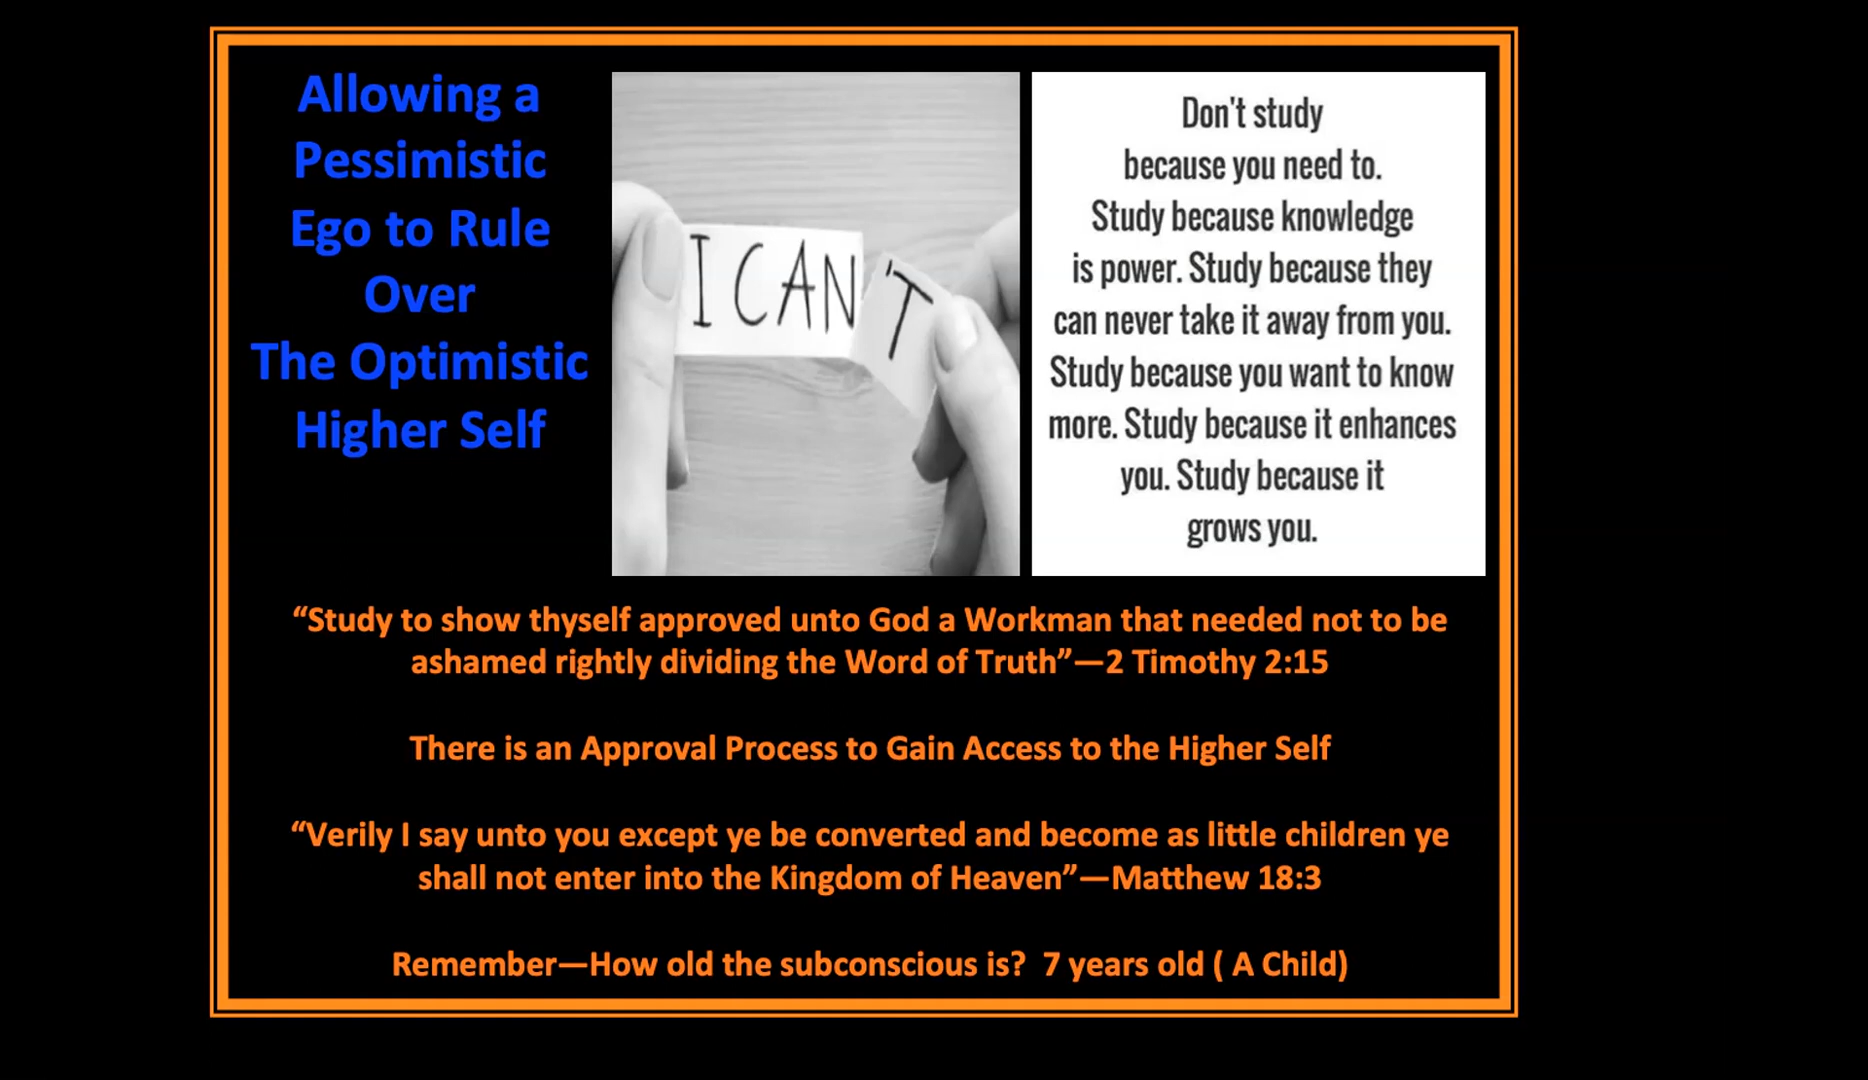 Allowing a
Pessimistic
Ego to Rule
Over
The Optimistic
Higher Self
I CAN'T
Don't study
because you need to.
Study because knowledge
is power. Study because they
can never take it away from you.
Study because you want to know
more. Study because it enhances
you. Study because it
grows you.
“Study to show thyself approved unto God a Workman that needed not to be
ashamed rightly dividing the Word of Truth”—2 Timothy 2:15
There is an Approval Process to Gain Access to the Higher Self
“Verily I say unto you except ye be converted and become as little children ye
shall not enter into the Kingdom of Heaven”—Matthew 18:3
Remember—How old the subconscious is?  7 years old ( A Child)